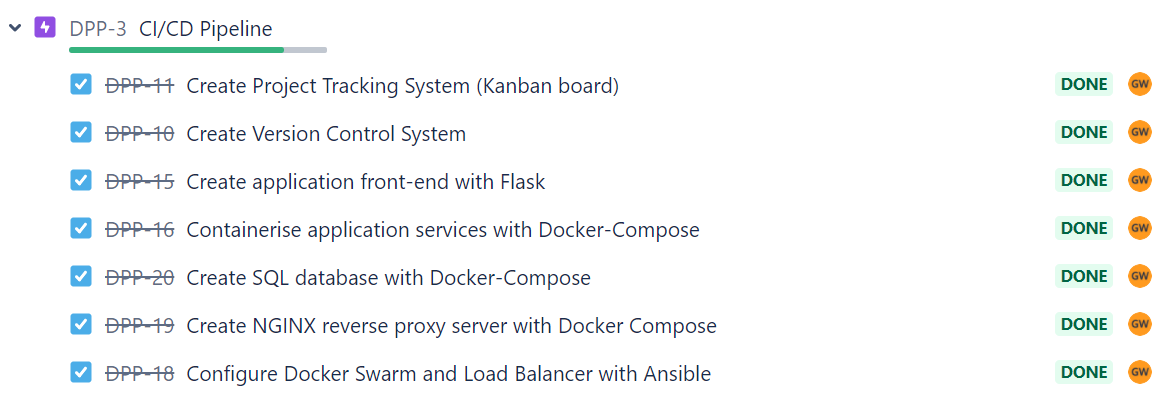 DPP-3 CI/CD Pipeline
DPP-11 Create Project Tracking System (Kanban board) DONE GW
DPP-10 Create Version Control System DONE GW
DPP-15 Create application front-end with Flask DONE GW
DPP-16 Containerise application services with Docker-Compose DONE GW
DPP-20 Create SQL database with Docker-Compose DONE GW
DPP-19 Create NGINX reverse proxy server with Docker Compose DONE GW
DPP-18 Configure Docker Swarm and Load Balancer with Ansible DONE GW